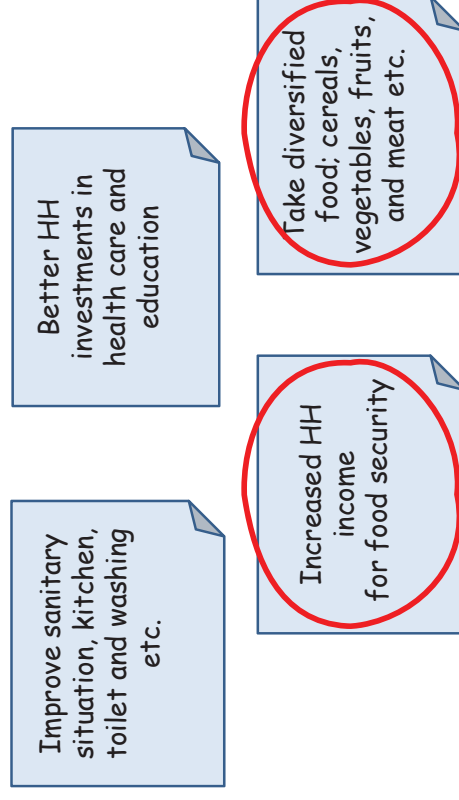 Improve sanitary
situation, kitchen,
toilet and washing
etc.
Better HH
investments in
health care and
education
Increased HH
income
for food security
Take diversified
food; cereals,
vegetables, fruits,
and meat etc.